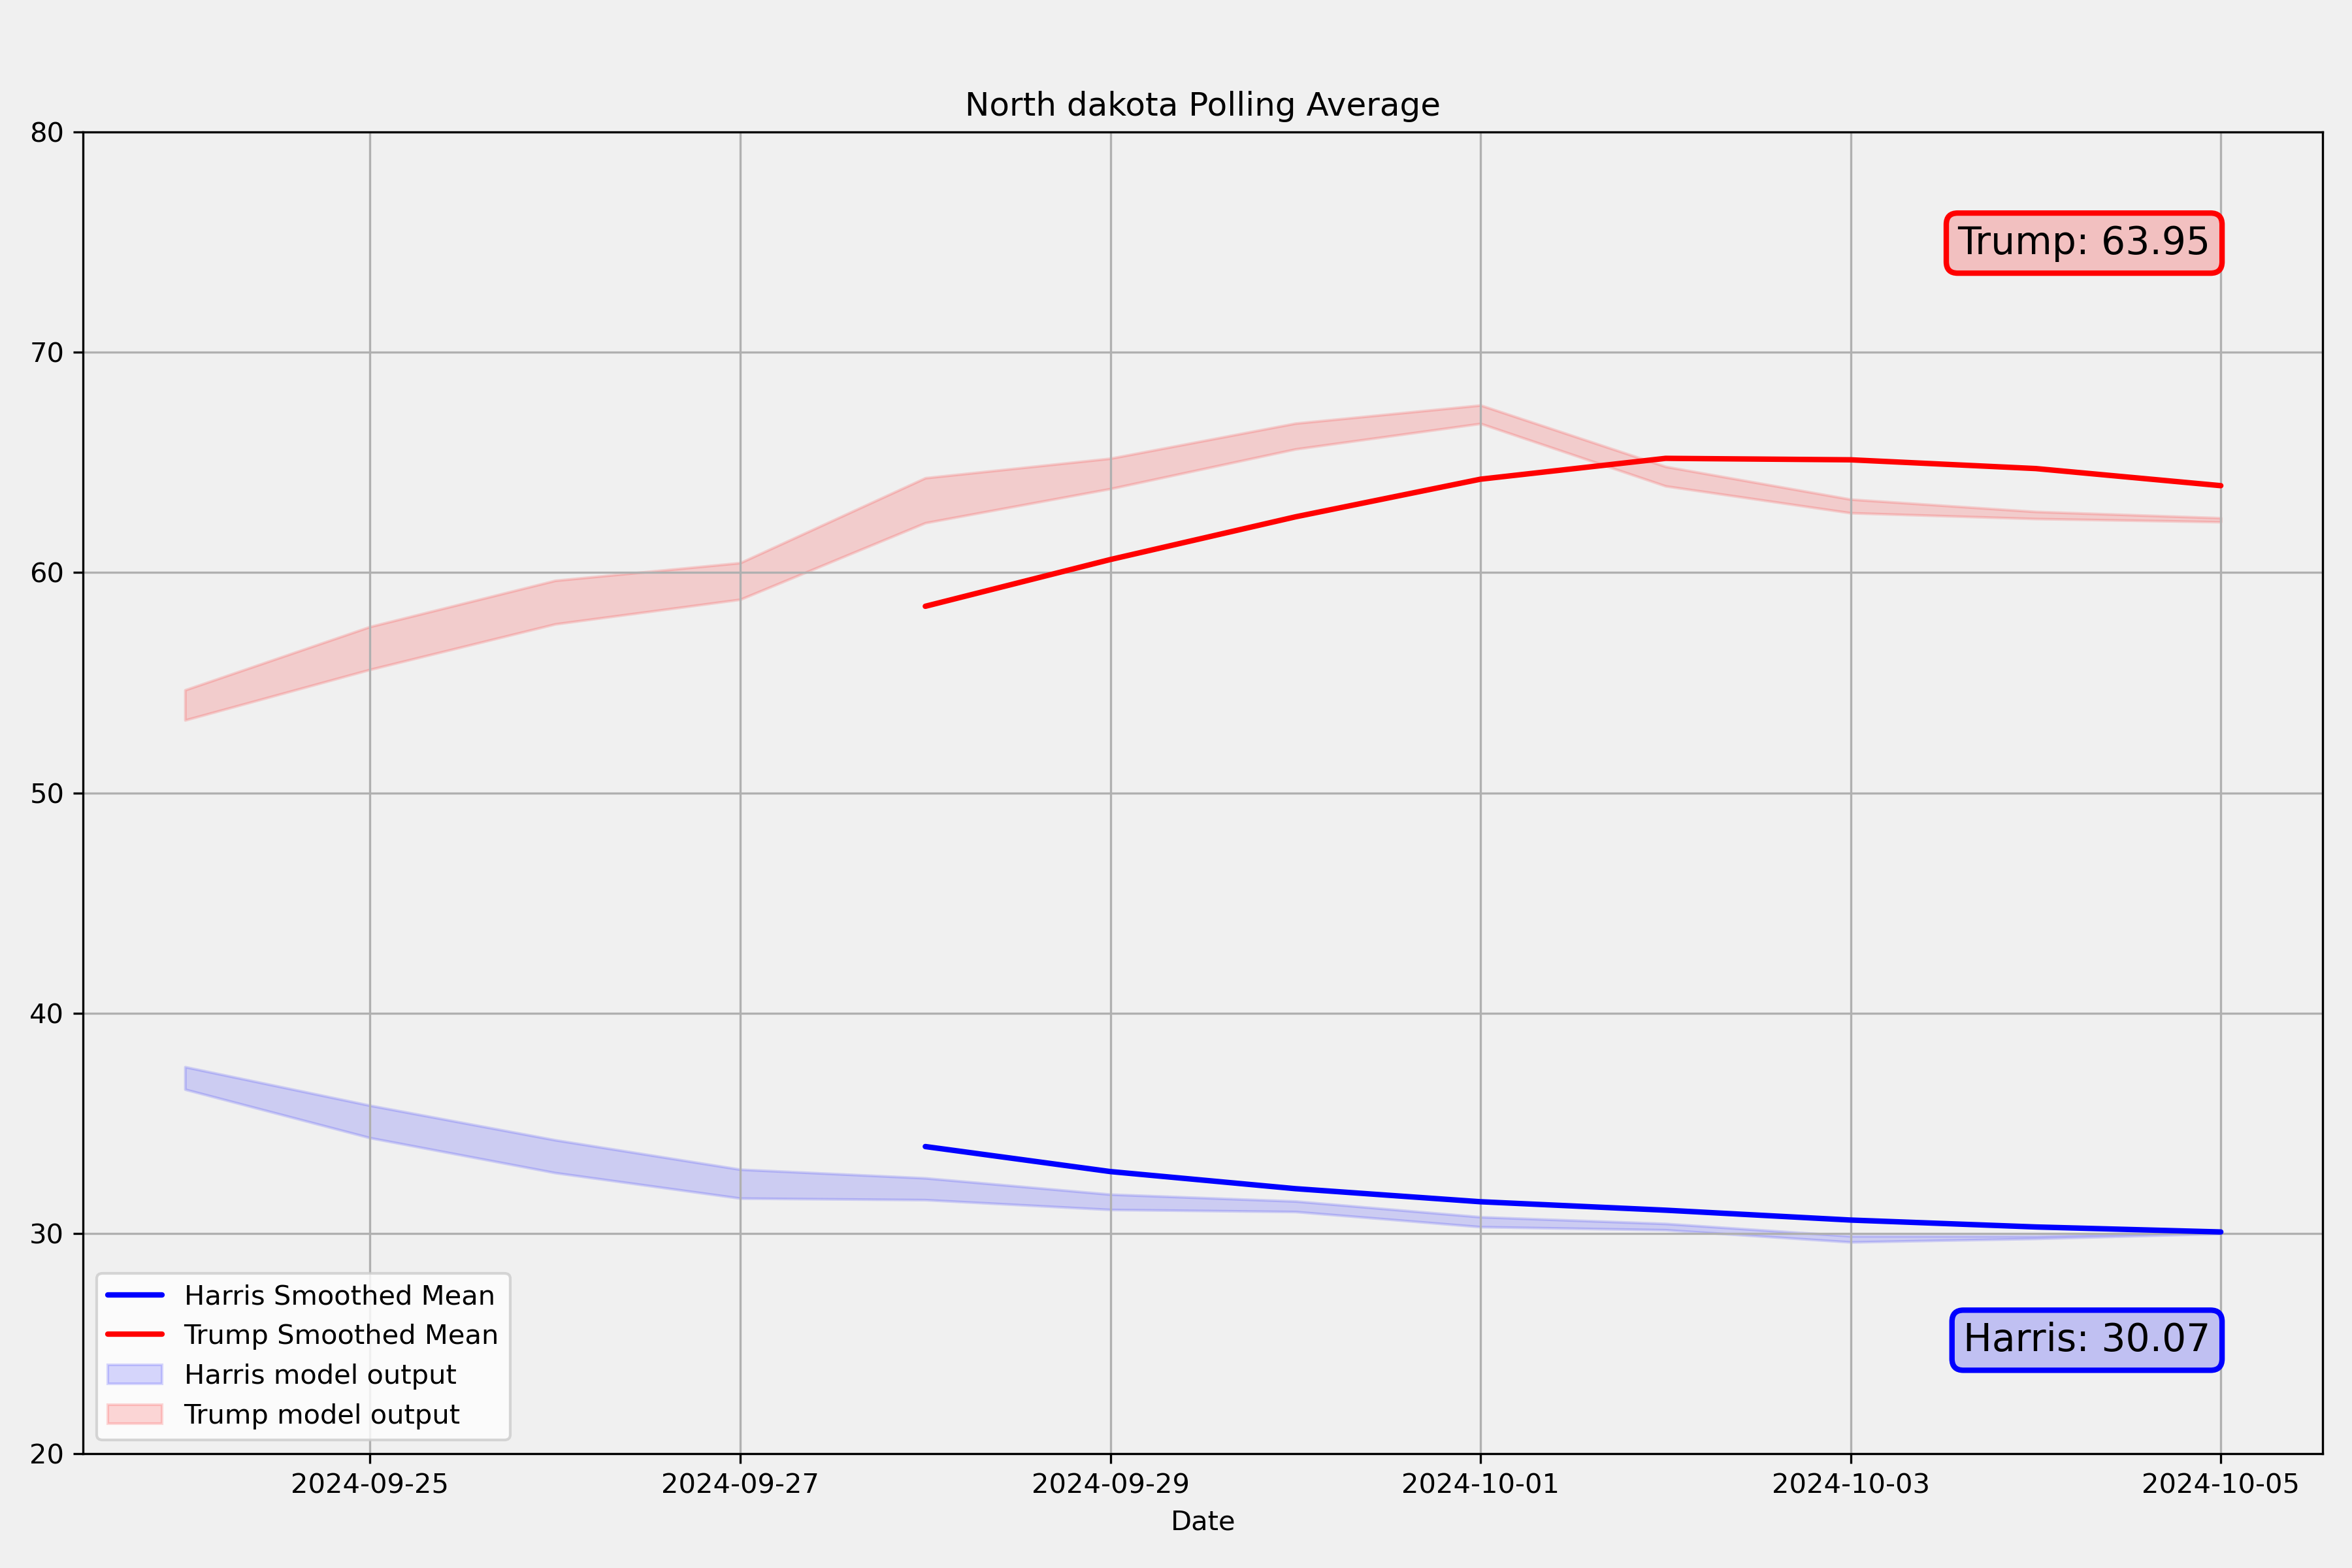 North dakota Polling Average
80
70
60
50
40
30
20
Trump: 63.95
Harris: 30.07
Harris Smoothed Mean
Trump Smoothed Mean
Harris model output
Trump model output
2024-09-25 2024-09-27 2024-09-29 2024-10-01 2024-10-03 2024-10-05
Date